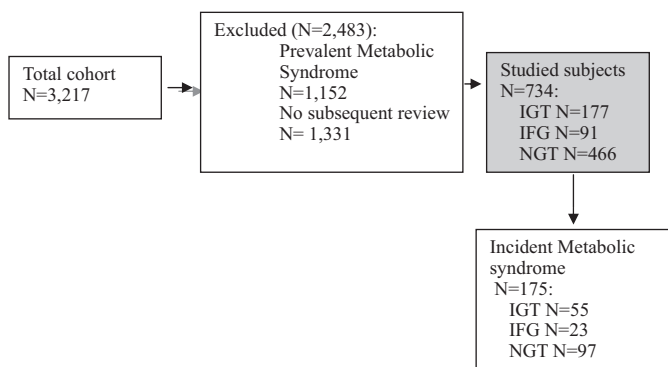 Total cohort
N=3,217
Excluded (N=2,483):
Prevalent Metabolic
Syndrome
N=1,152
No subsequent review
N= 1,331
Studied subjects
N=734:
IGT N=177
IFG N=91
NGT N=466
Incident Metabolic
syndrome
N=175:
IGT N=55
IFG N=23
NGT N=97